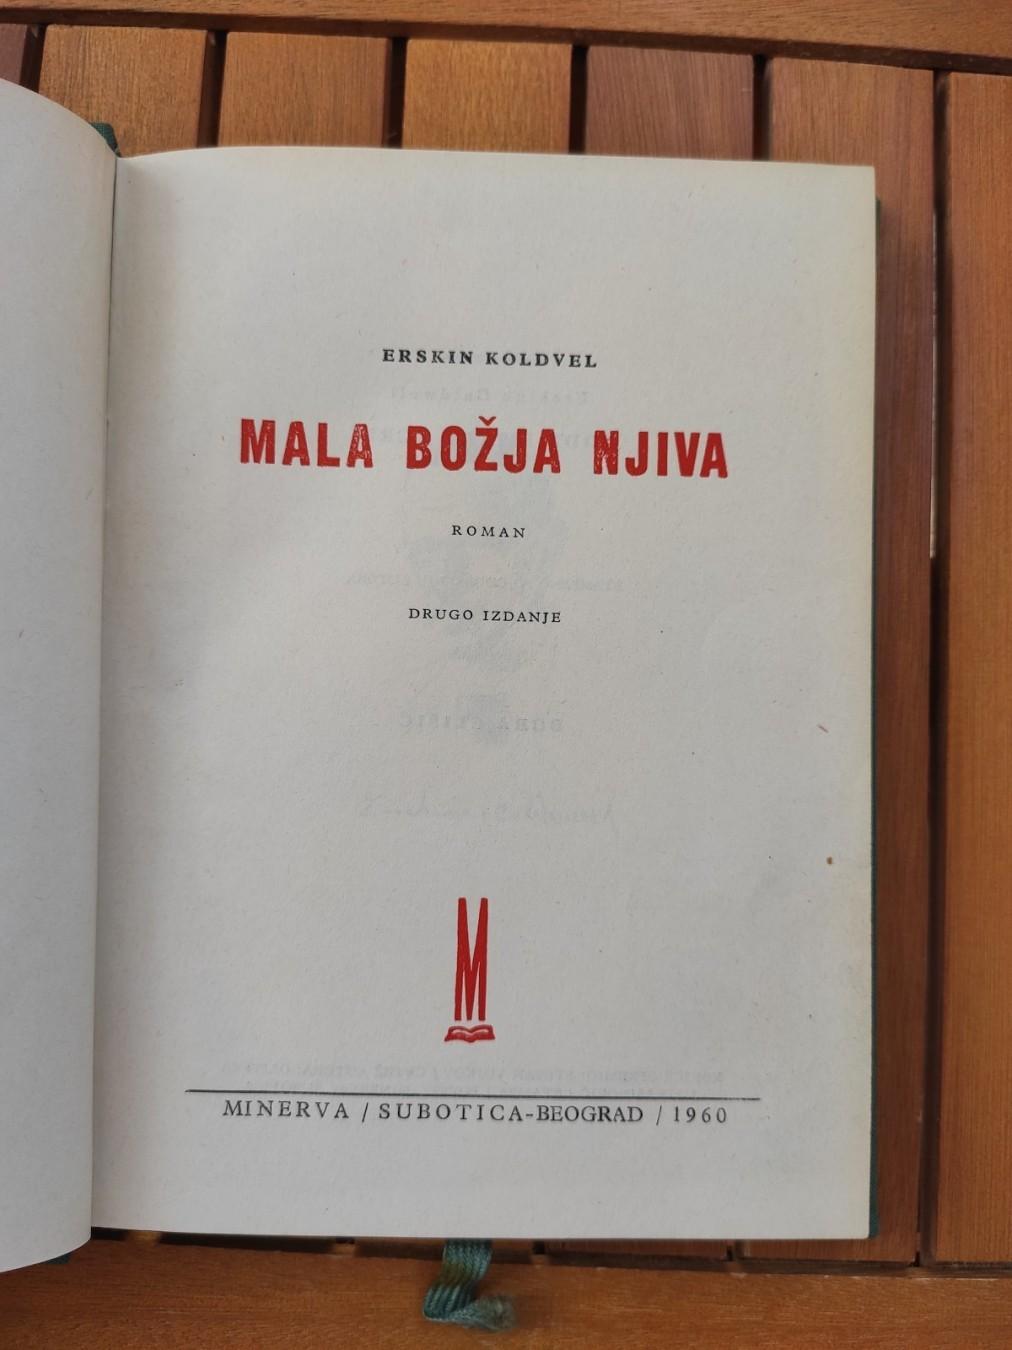 ERSKIN KOLDVEL
MALA BOŽJA NJIVA
ROMAN
DRUGO IZDANJE
M
MINERVA / SUBOTICA-BEOGRAD / 1960